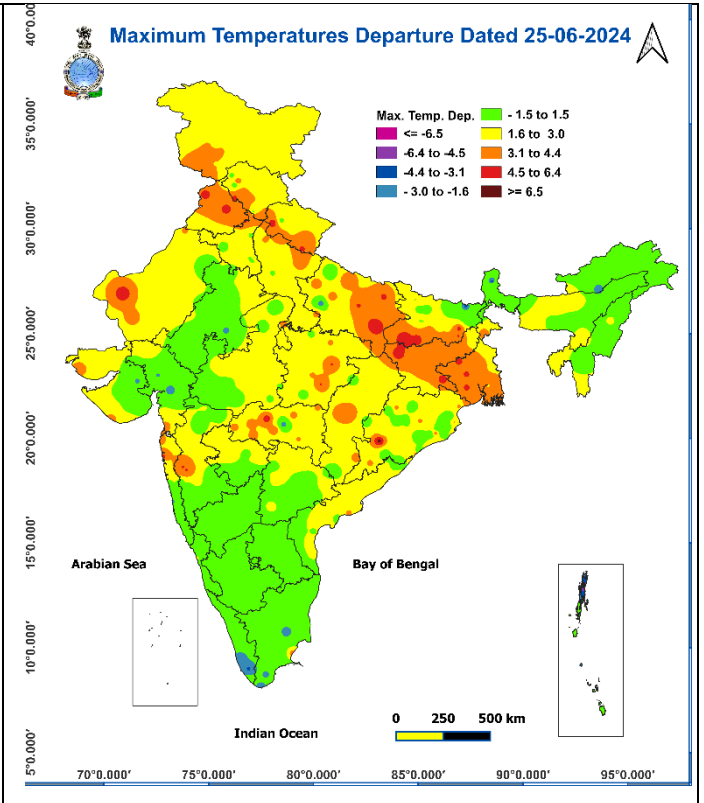 Maximum Temperatures Departure Dated 25-06-2024
Max. Temp. Dep.
<= -6.5
-6.4 to -4.5
-4.4 to -3.1
- 3.0 to -1.6
- 1.5 to 1.5
1.6 to 3.0
3.1 to 4.4
4.5 to 6.4
>= 6.5
40°0.00
35°0.000'
30°0.000'
25°0.000'
20°0.000'
15°0.000'
10°0.000'
5°0.000'
Arabian Sea
Bay of Bengal
Indian Ocean
0 250 500 km
70°0.000' 75°0.000' 80°0.000' 85°0.000' 90°0.000' 95°0.000'